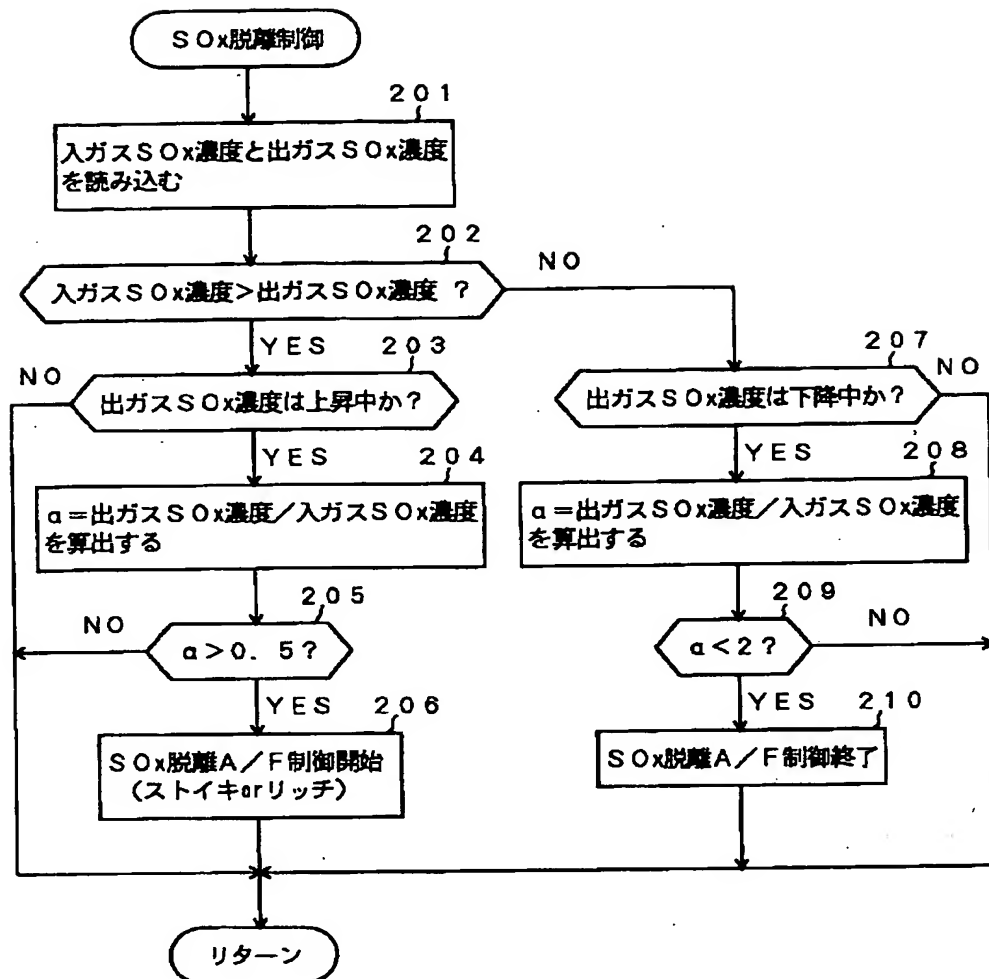 SOx脱離制御
201
入ガスSOx濃度と出ガスSOx濃度
を読み込む
202
入ガスSOx濃度>出ガスSOx濃度 ?
NO
YES
203
NO
出ガスSOx濃度は上昇中か?
207
NO
出ガスSOx濃度は下降中か?
YES
204
α=出ガスSOx濃度/入ガスSOx濃度
を算出する
YES
208
α=出ガスSOx濃度/入ガスSOx濃度
を算出する
205
NO
α>0.5?
209
NO
α<2?
YES
206
SOx脱離A/F制御開始
(ストイキorリッチ)
YES
210
SOx脱離A/F制御終了
リターン